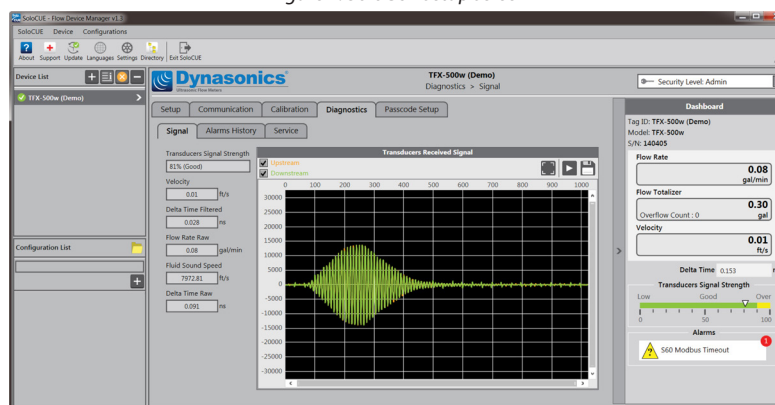 SoloCUE - Flow Device Manager v1.3
SoloCUE Device Configurations
About Support Update Languages Settings Directory Exit SoloCUE
Device List
TFX-500w (Demo)
Configuration List
Dynasonics
Ultrasonic Flow Meters
TFX-500w (Demo)
Diagnostics > Signal
Security Level: Admin
Setup Communication Calibration Diagnostics Passcode Setup
Signal Alarms History Service
Transducers Signal Strength
81% (Good)
Velocity
0.01 ft/s
Delta Time Filtered
0.028 ns
Flow Rate Raw
0.08 gal/min
Fluid Sound Speed
7972.81 ft/s
Delta Time Raw
0.091 ns
Transducers Received Signal
Upstream
Downstream
0 100 200 300 400 500 600 700 800 900 1000
30000
25000
20000
15000
10000
5000
0
-5000
-10000
-15000
-20000
-25000
-30000
Dashboard
Tag ID: TFX-500w (Demo)
Model: TFX-500w
S/N: 140405
Flow Rate
0.08
gal/min
Flow Totalizer
0.30
Overflow Count : 0 gal
Velocity
0.01
ft/s
Delta Time 0.153
Transducers Signal Strength
Low Good Over
0 50 100
Alarms
560 Modbus Timeout
1